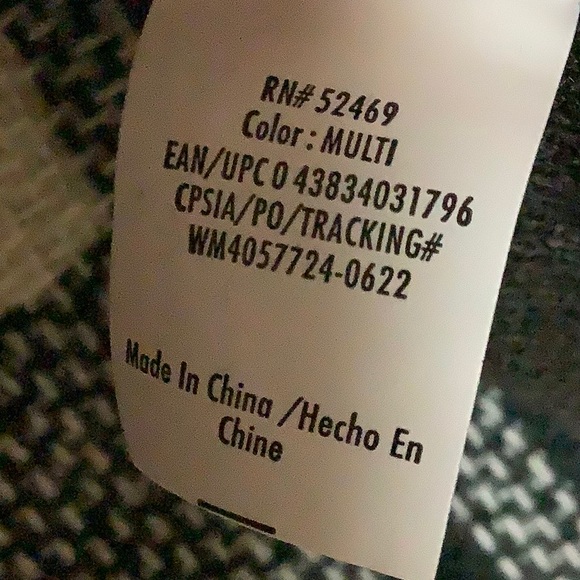 RN# 52469
Color : MULTI
EAN/UPC 0 43834031796
CPSIA/PO/TRACKING#
WM4057724-0622
Made In China /Hecho En
Chine